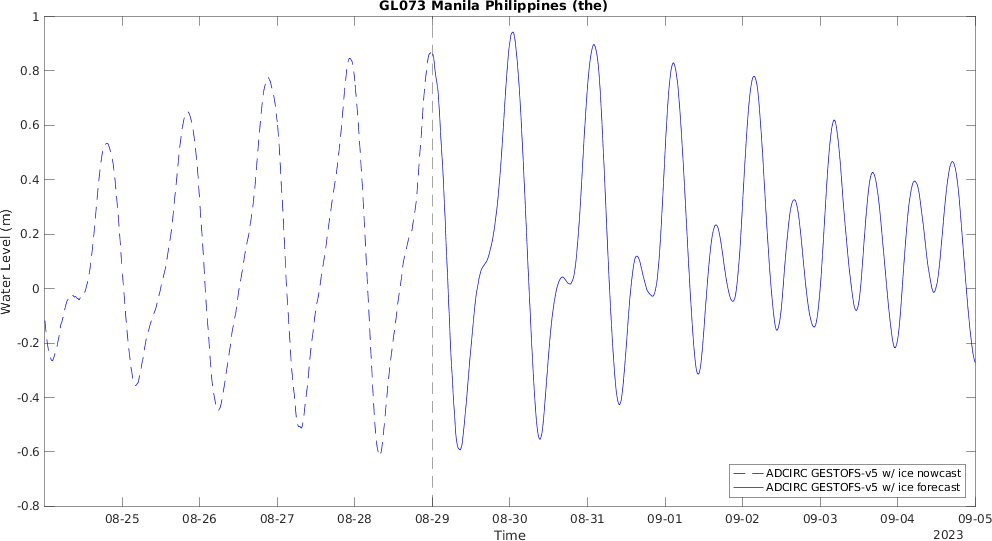 GL073 Manila Philippines (the)
1
0.8
0.6
0.4
0.2
0
-0.2
-0.4
-0.6
-0.8
Water Level (m)
08-25 08-26 08-27 08-28 08-29 08-30 08-31 09-01 09-02 09-03 09-04 09-05
Time
2023
ADCIRC GESTOFS-v5 w/ ice nowcast
ADCIRC GESTOFS-v5 w/ ice forecast